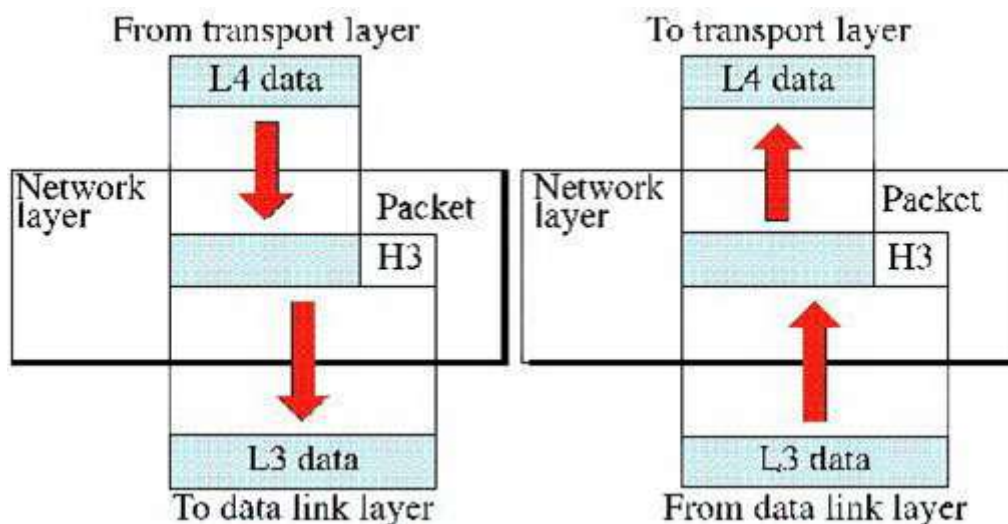 From transport layer
L4 data
Network
layer
Packet
H3
L3 data
To data link layer
To transport layer
L4 data
Network
layer
Packet
H3
L3 data
From data link layer